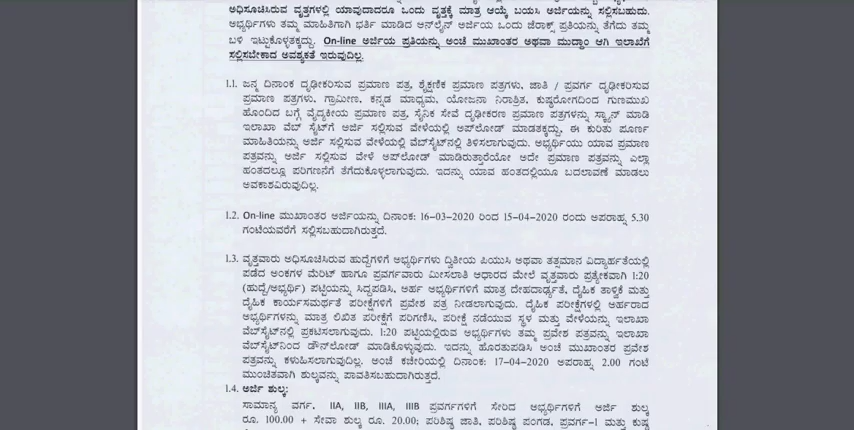 ಅಧಿಸೂಚಿಸಿರುವ ವೃತ್ತಗಳಲ್ಲಿ ಯಾವುದಾದರೂ ಒಂದು ವೃತ್ತಕ್ಕೆ ಮಾತ್ರ ಆಯ್ಕೆ ಬಯಸಿ ಅರ್ಜಿಯನ್ನು ಸಲ್ಲಿಸಬಹುದು.
ಅಭ್ಯರ್ಥಿಗಳು ತಮ್ಮ ಮಾಹಿತಿಗಾಗಿ ಭರ್ತಿ ಮಾಡಿದ ಆನ್‌ಲೈನ್ ಅರ್ಜಿಯ ಒಂದು ಜೆರಾಕ್ಸ್ ಪ್ರತಿಯನ್ನು ತೆಗೆದು ತಮ್ಮ
ಬಳಿ ಇಟ್ಟುಕೊಳ್ಳತಕ್ಕದ್ದು. On-line ಅರ್ಜಿಯ ಪ್ರತಿಯನ್ನು ಅಂಚೆ ಮುಖಾಂತರ ಅಥವಾ ಮುದ್ದಾಂ ಆಗಿ ಇಲಾಖೆಗೆ
ಸಲ್ಲಿಸಬೇಕಾದ ಅವಶ್ಯಕತೆ ಇರುವುದಿಲ್ಲ.
1.1. ಜನ್ಮ ದಿನಾಂಕ ದೃಢೀಕರಿಸುವ ಪ್ರಮಾಣ ಪತ್ರ, ಶೈಕ್ಷಣಿಕ ಪ್ರಮಾಣ ಪತ್ರಗಳು, ಜಾತಿ / ಪ್ರವರ್ಗ ದೃಢೀಕರಿಸುವ
ಪ್ರಮಾಣ ಪತ್ರಗಳು, ಗ್ರಾಮೀಣ, ಕನ್ನಡ ಮಾಧ್ಯಮ, ಯೋಜನಾ ನಿರಾಶ್ರಿತ, ಕುಷ್ಠರೋಗದಿಂದ ಗುಣಮುಖ
ಹೊಂದಿದ ಬಗ್ಗೆ ವೈದ್ಯಕೀಯ ಪ್ರಮಾಣ ಪತ್ರ, ಸೈನಿಕ ಸೇವೆ ದೃಢೀಕರಣ ಪ್ರಮಾಣ ಪತ್ರಗಳನ್ನು ಸ್ಕ್ಯಾನ್ ಮಾಡಿ
ಇಲಾಖಾ ವೆಬ್ ಸೈಟ್‌ಗೆ ಅರ್ಜಿ ಸಲ್ಲಿಸುವ ವೇಳೆಯಲ್ಲಿ ಅಪ್‌ಲೋಡ್ ಮಾಡತಕ್ಕದ್ದು, ಈ ಕುರಿತು ಪೂರ್ಣ
ಮಾಹಿತಿಯನ್ನು ಅರ್ಜಿ ಸಲ್ಲಿಸುವ ವೇಳೆಯಲ್ಲಿ ವೆಬ್‌ಸೈಟ್‌ನಲ್ಲಿ ತಿಳಿಸಲಾಗುವುದು. ಅಭ್ಯರ್ಥಿಯು ಯಾವ ಪ್ರಮಾಣ
ಪತ್ರವನ್ನು ಅರ್ಜಿ ಸಲ್ಲಿಸುವ ವೇಳೆ ಅಪ್‌ಲೋಡ್ ಮಾಡಿರುತ್ತಾರೆಯೋ ಅದೇ ಪ್ರಮಾಣ ಪತ್ರವನ್ನು ಎಲ್ಲಾ
ಹಂತದಲ್ಲೂ ಪರಿಗಣನೆಗೆ ತೆಗೆದುಕೊಳ್ಳಲಾಗುವುದು. ಇದನ್ನು ಯಾವ ಹಂತದಲ್ಲಿಯೂ ಬದಲಾವಣೆ ಮಾಡಲು
ಅವಕಾಶವಿರುವುದಿಲ್ಲ.
1.2. On-line ಮುಖಾಂತರ ಅರ್ಜಿಯನ್ನು ದಿನಾಂಕ: 16-03-2020 ರಿಂದ 15-04-2020 ರಂದು ಅಪರಾಹ್ನ 5.30
ಗಂಟೆಯವರೆಗೆ ಸಲ್ಲಿಸಬಹುದಾಗಿರುತ್ತದೆ.
1.3. ವೃತ್ತವಾರು ಅಧಿಸೂಚಿಸಿರುವ ಹುದ್ದೆಗಳಿಗೆ ಅಭ್ಯರ್ಥಿಗಳು ದ್ವಿತೀಯ ಪಿಯುಸಿ ಅಥವಾ ತತ್ಸಮಾನ ವಿದ್ಯಾರ್ಹತೆಯಲ್ಲಿ
ಪಡೆದ ಅಂಕಗಳ ಮೆರಿಟ್ ಹಾಗೂ ಪ್ರವರ್ಗವಾರು ಮೀಸಲಾತಿ ಆಧಾರದ ಮೇಲೆ ವೃತ್ತವಾರು ಪ್ರತ್ಯೇಕವಾಗಿ 1:20
(ಹುದ್ದೆ/ಅಭ್ಯರ್ಥಿ) ಪಟ್ಟಿಯನ್ನು ಸಿದ್ದಪಡಿಸಿ, ಅರ್ಹ ಅಭ್ಯರ್ಥಿಗಳಿಗೆ ಮಾತ್ರ ದೇಹದಾರ್ಢ್ಯತೆ, ದೈಹಿಕ ತಾಳ್ವಿಕೆ ಮತ್ತು
ದೈಹಿಕ ಕಾರ್ಯಸಮರ್ಥತೆ ಪರೀಕ್ಷೆಗಳಿಗೆ ಪ್ರವೇಶ ಪತ್ರ ನೀಡಲಾಗುವುದು. ದೈಹಿಕ ಪರೀಕ್ಷೆಗಳಲ್ಲಿ ಅರ್ಹರಾದ
ಅಭ್ಯರ್ಥಿಗಳನ್ನು ಮಾತ್ರ ಲಿಖಿತ ಪರೀಕ್ಷೆಗೆ ಪರಿಗಣಿಸಿ, ಪರೀಕ್ಷೆ ನಡೆಯುವ ಸ್ಥಳ ಮತ್ತು ವೇಳೆಯನ್ನು ಇಲಾಖಾ
ವೆಬ್‌ಸೈಟ್‌ನಲ್ಲಿ ಪ್ರಕಟಿಸಲಾಗುವುದು. 1:20 ಪಟ್ಟಿಯಲ್ಲಿರುವ ಅಭ್ಯರ್ಥಿಗಳು ತಮ್ಮ ಪ್ರವೇಶ ಪತ್ರವನ್ನು ಇಲಾಖಾ
ವೆಬ್‌ಸೈಟ್‌ನಿಂದ ಡೌನ್‌ಲೋಡ್ ಮಾಡಿಕೊಳ್ಳುವುದು. ಇದನ್ನು ಹೊರತುಪಡಿಸಿ ಅಂಚೆ ಮುಖಾಂತರ ಪ್ರವೇಶ
ಪತ್ರವನ್ನು ಕಳುಹಿಸಲಾಗುವುದಿಲ್ಲ. ಅಂಚೆ ಕಚೇರಿಯಲ್ಲಿ ದಿನಾಂಕ: 17-04-2020 ಅಪರಾಹ್ನ 2.00 ಗಂಟೆ
ಮುಂಚಿತವಾಗಿ ಶುಲ್ಕವನ್ನು ಪಾವತಿಸಬಹುದಾಗಿರುತ್ತದೆ.
1.4. ಅರ್ಜಿ ಶುಲ್ಕ:
ಸಾಮಾನ್ಯ ವರ್ಗ, IIA, IIB, IIIA, IIIB ಪ್ರವರ್ಗಗಳಿಗೆ ಸೇರಿದ ಅಭ್ಯರ್ಥಿಗಳಿಗೆ ಅರ್ಜಿ ಶುಲ್ಕ
ರೂ. 100.00 + ಸೇವಾ ಶುಲ್ಕ ರೂ. 20.00; ಪರಿಶಿಷ್ಟ ಜಾತಿ, ಪರಿಶಿಷ್ಟ ಪಂಗಡ, ಪ್ರವರ್ಗ-1 ಮತ್ತು ಕುಷ್ಠ